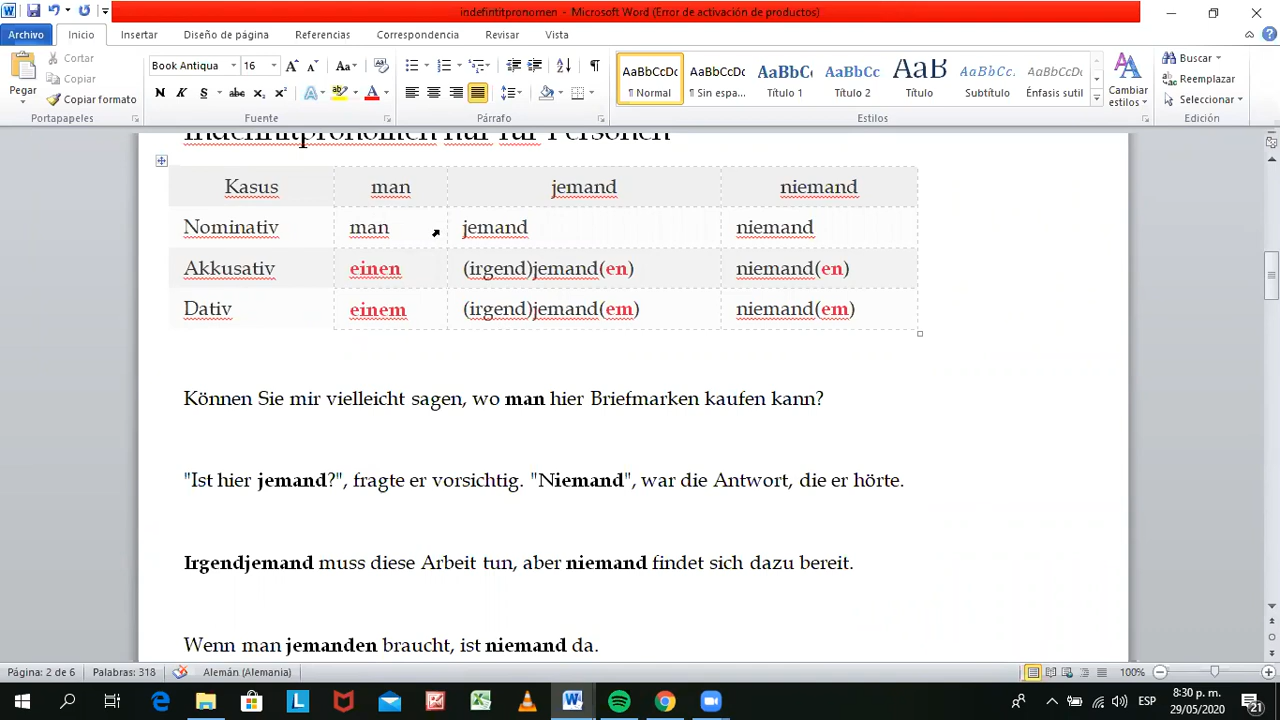 indefintitpronomen - Microsoft Word (Error de activación de productos)
Archivo Inicio Insertar Diseño de página Referencias Correspondencia Revisar Vista
Pegar
Cortar
Copiar
Copiar formato
Portapapeles
Book Antiqua 16
Fuente
Párrafo
AaBbCcDc ¶ Normal
AaBbCcDc ¶ Sin espa...
AaBbC( Título 1
AaBbCc Título 2
AaB Título
AaBbCc. Subtítulo
AaBbCcDc Énfasis sutil
Cambiar estilos
Estilos
Buscar
Reemplazar
Seleccionar
Edición
Indefinitpronomen nur für Personen
Kasus man jemand niemand
Nominativ man jemand niemand
Akkusativ einen (irgend)jemand(en) niemand(en)
Dativ einem (irgend)jemand(em) niemand(em)
Können Sie mir vielleicht sagen, wo man hier Briefmarken kaufen kann?
"Ist hier jemand?", fragte er vorsichtig. "Niemand", war die Antwort, die er hörte.
Irgendjemand muss diese Arbeit tun, aber niemand findet sich dazu bereit.
Wenn man jemanden braucht, ist niemand da.
Página: 2 de 6 Palabras: 318 Alemán (Alemania) 100%
ESP 8:30 p. m.
29/05/2020 21